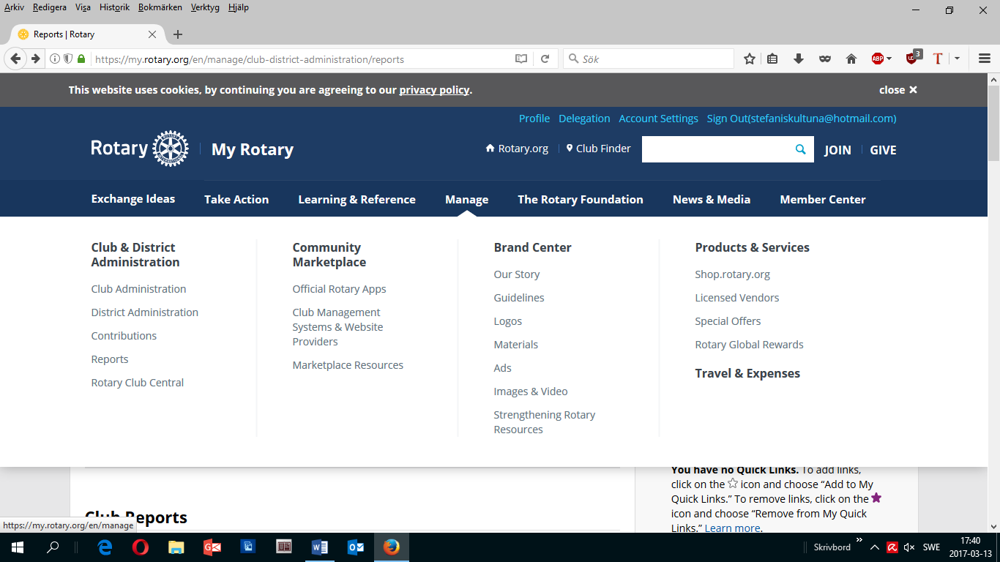 Arkiv Redigera Visa Historik Bokmärken Verktyg Hjälp
Reports | Rotary
https://my.rotary.org/en/manage/club-district-administration/reports
Sök
ABP
3
T
This website uses cookies, by continuing you are agreeing to our privacy policy.
close
Profile Delegation Account Settings Sign Out(stefaniskultuna@hotmail.com)
Rotary
My Rotary
Rotary.org
Club Finder
JOIN
GIVE
Exchange Ideas Take Action Learning & Reference Manage The Rotary Foundation News & Media Member Center
Club & District
Administration
Club Administration
District Administration
Contributions
Reports
Rotary Club Central
Community
Marketplace
Official Rotary Apps
Club Management
Systems & Website
Providers
Marketplace Resources
Brand Center
Our Story
Guidelines
Logos
Materials
Ads
Images & Video
Strengthening Rotary
Resources
Products & Services
Shop.rotary.org
Licensed Vendors
Special Offers
Rotary Global Rewards
Travel & Expenses
You have no Quick Links. To add links,
click on the icon and choose “Add to My
Quick Links.” To remove links, click on the
icon and choose “Remove from My Quick
Links.” Learn more.
Club Reports
https://my.rotary.org/en/manage
Skrivbord
SWE
17:40
2017-03-13